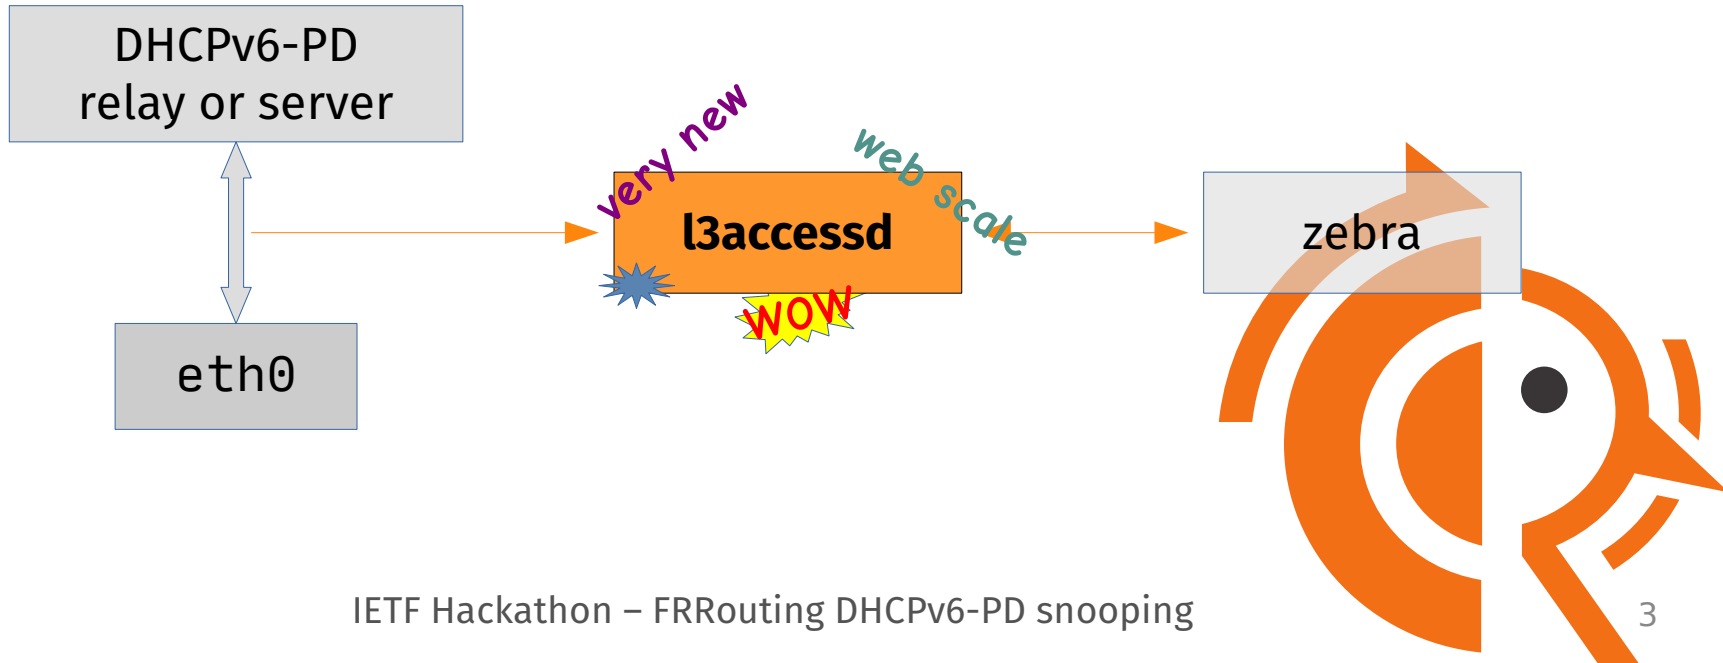 DHCPv6-PD
relay or server
very new
web scale
l3accessd
zebra
WOW
eth0
IETF Hackathon – FRRouting DHCPv6-PD snooping
3